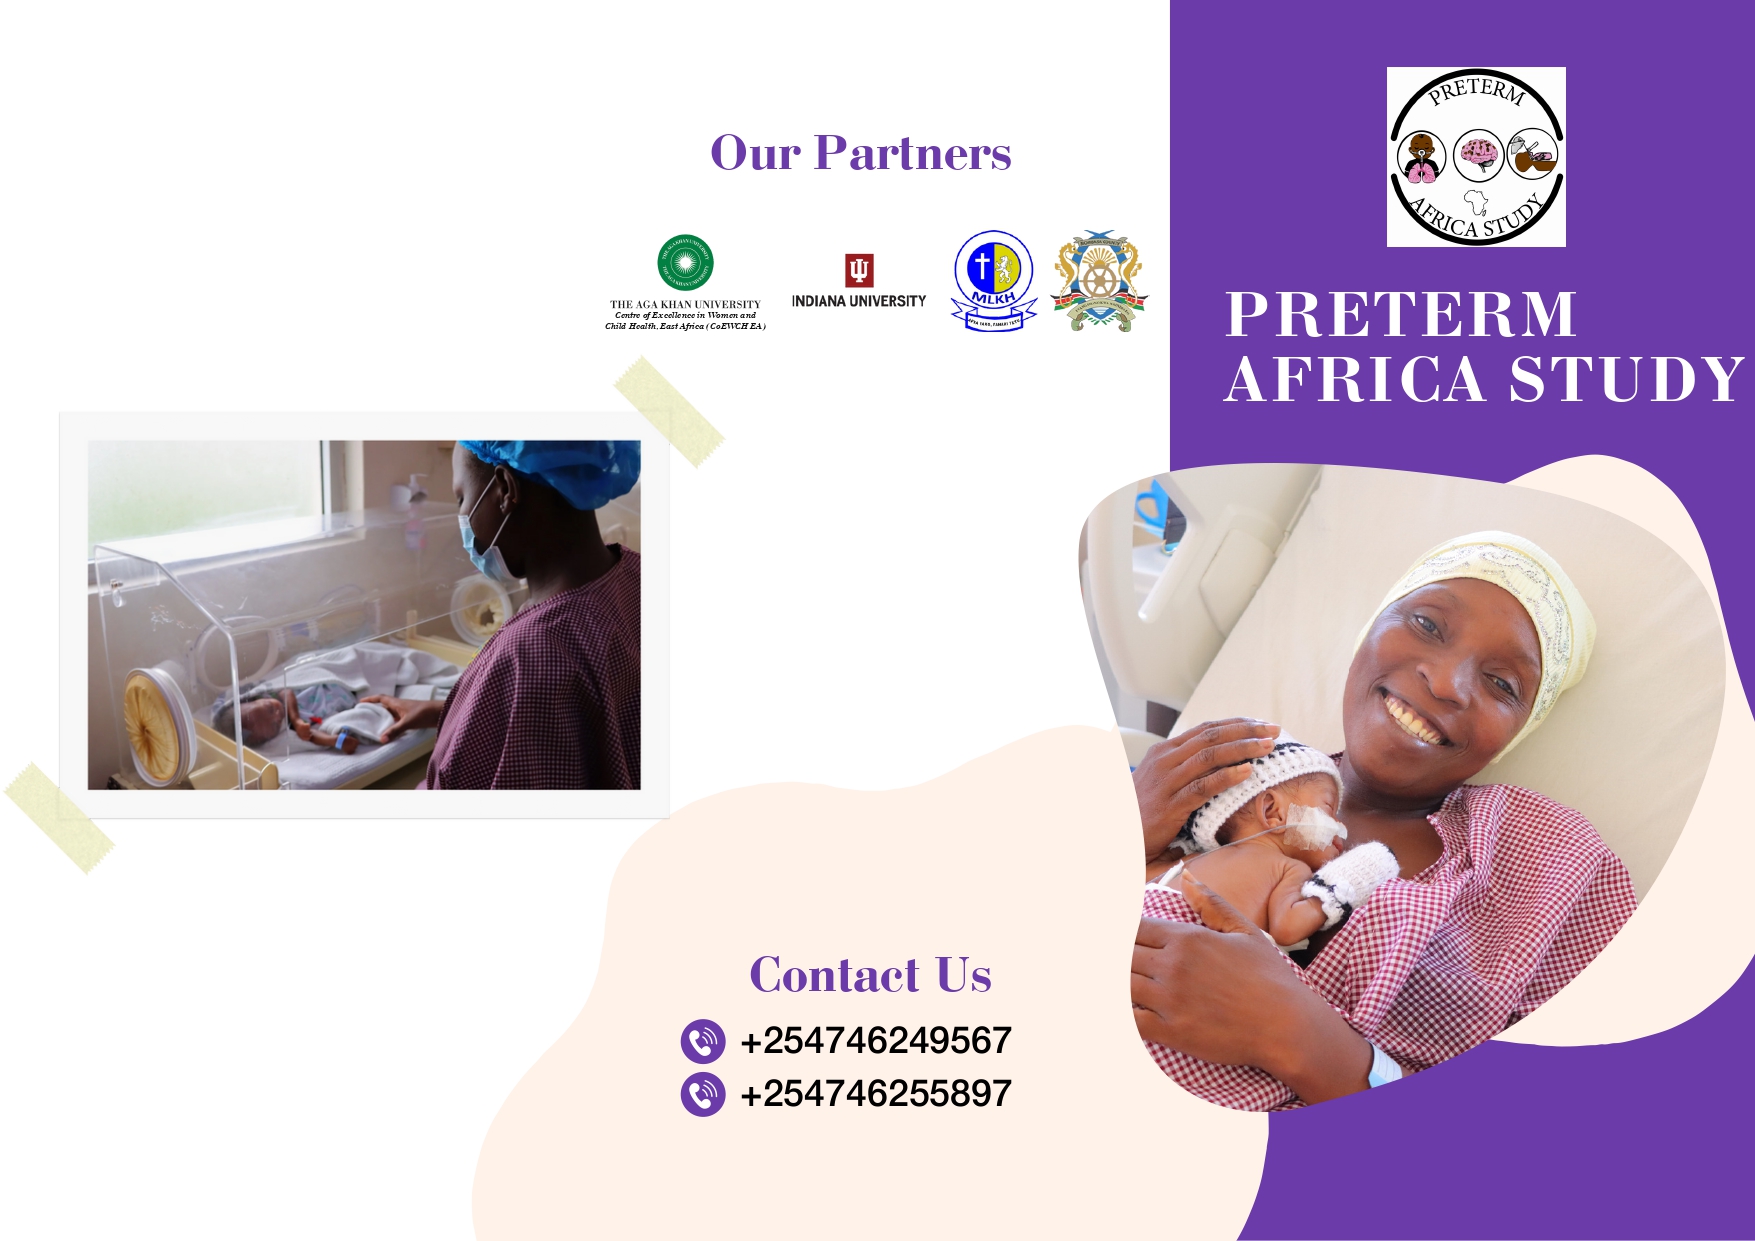 Our Partners
THE AGA KHAN UNIVERSITY
Centre of Excellence in Women and
Child Health, East Africa (CoEWCH EA)
INDIANA UNIVERSITY
MLKH
Contact Us
+254746249567
+254746255897
PRETERM
AFRICA STUDY
PRETERM
AFRICA STUDY